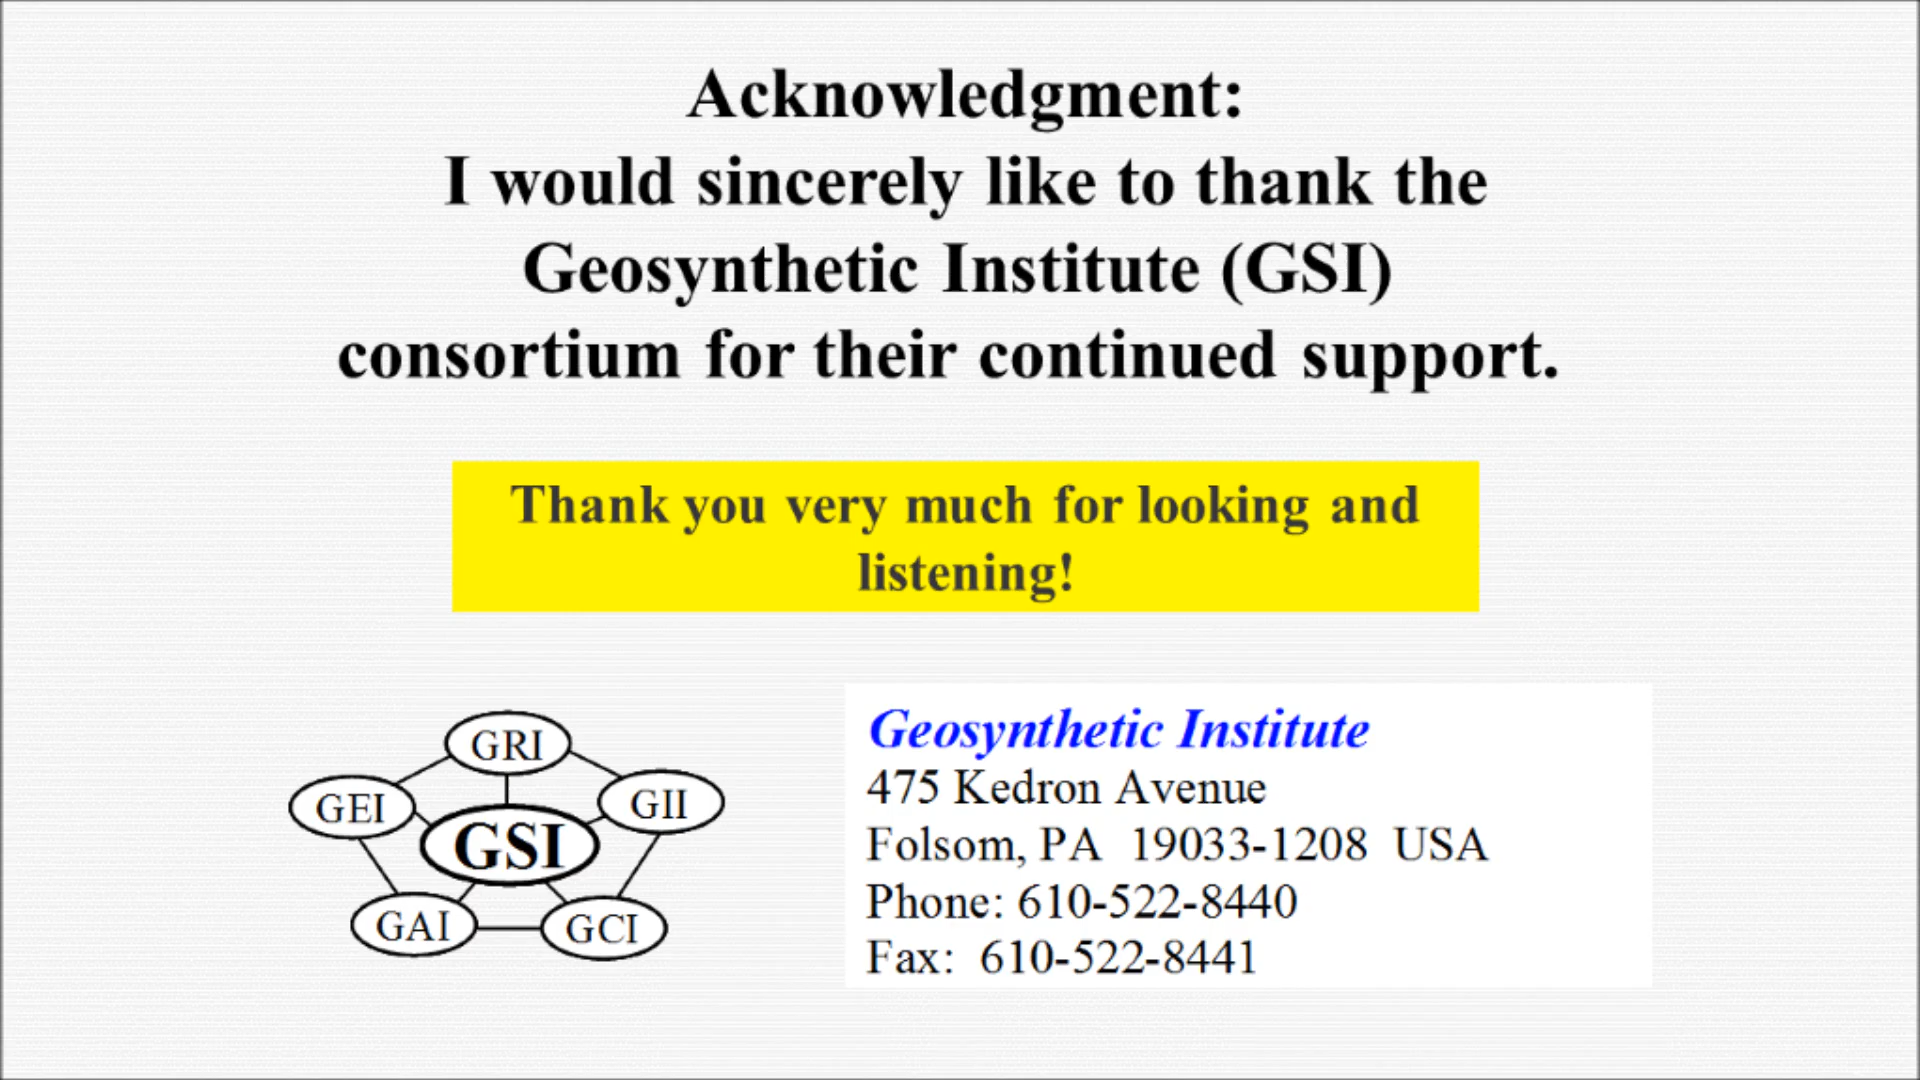 Acknowledgment:
I would sincerely like to thank the
Geosynthetic Institute (GSI)
consortium for their continued support.
Thank you very much for looking and
listening!
GRI
GEI
GII
GSI
GAI
GCI
Geosynthetic Institute
475 Kedron Avenue
Folsom, PA 19033-1208 USA
Phone: 610-522-8440
Fax: 610-522-8441